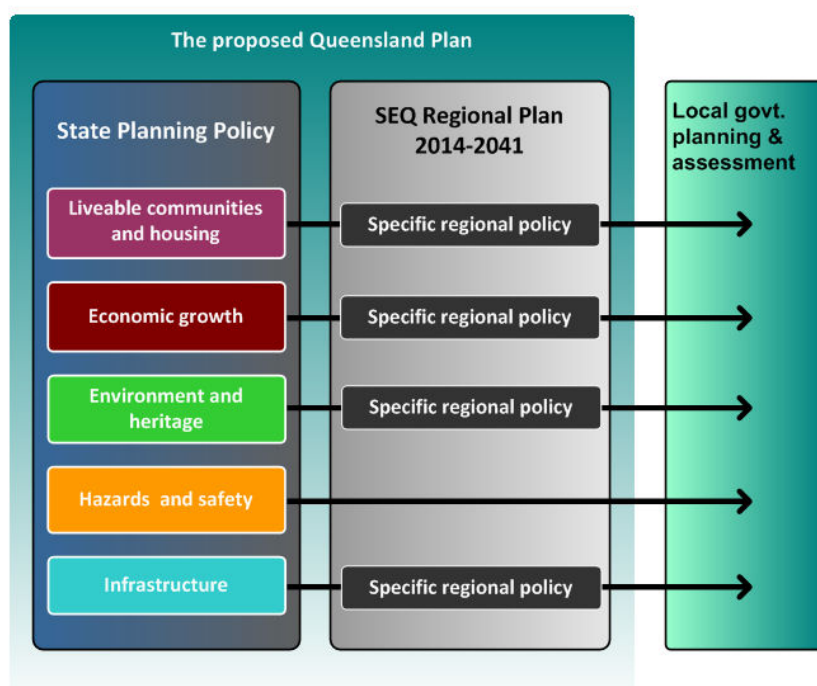 The proposed Queensland Plan
State Planning Policy
SEQ Regional Plan
2014-2041
Local govt.
planning &
assessment
Liveable communities
and housing
Specific regional policy
Economic growth
Specific regional policy
Environment and
heritage
Specific regional policy
Hazards and safety
Infrastructure
Specific regional policy